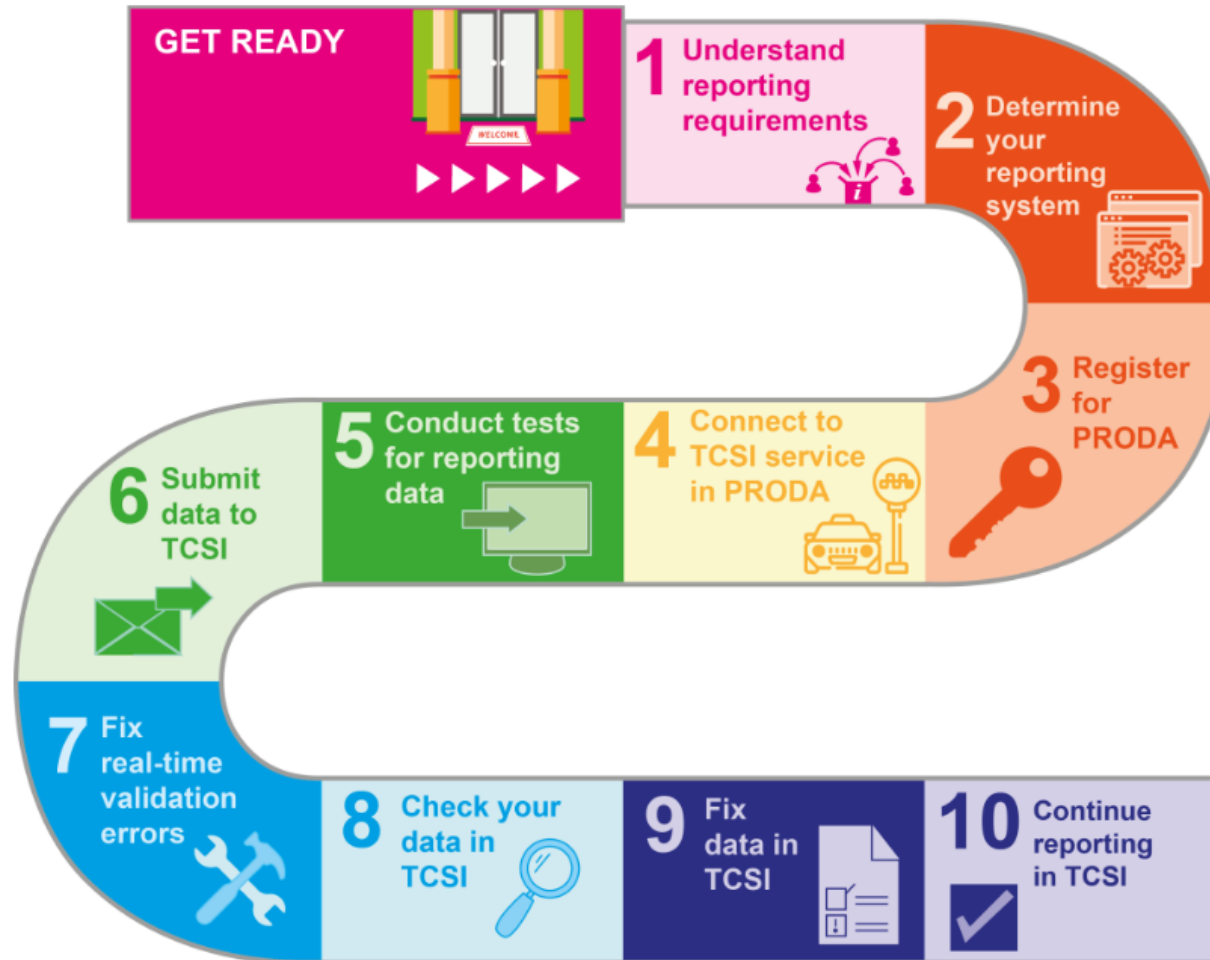 GET READY
WELCOME
1
Understand
reporting
requirements
i
2
Determine
your
reporting
system
3
Register
for
PRODA
4
Connect to
TCSI service
in PRODA
5
Conduct tests
for reporting
data
6
Submit
data to
TCSI
7
Fix
real-time
validation
errors
8
Check your
data in
TCSI
9
Fix
data in
TCSI
!
10
Continue
reporting
in TCSI